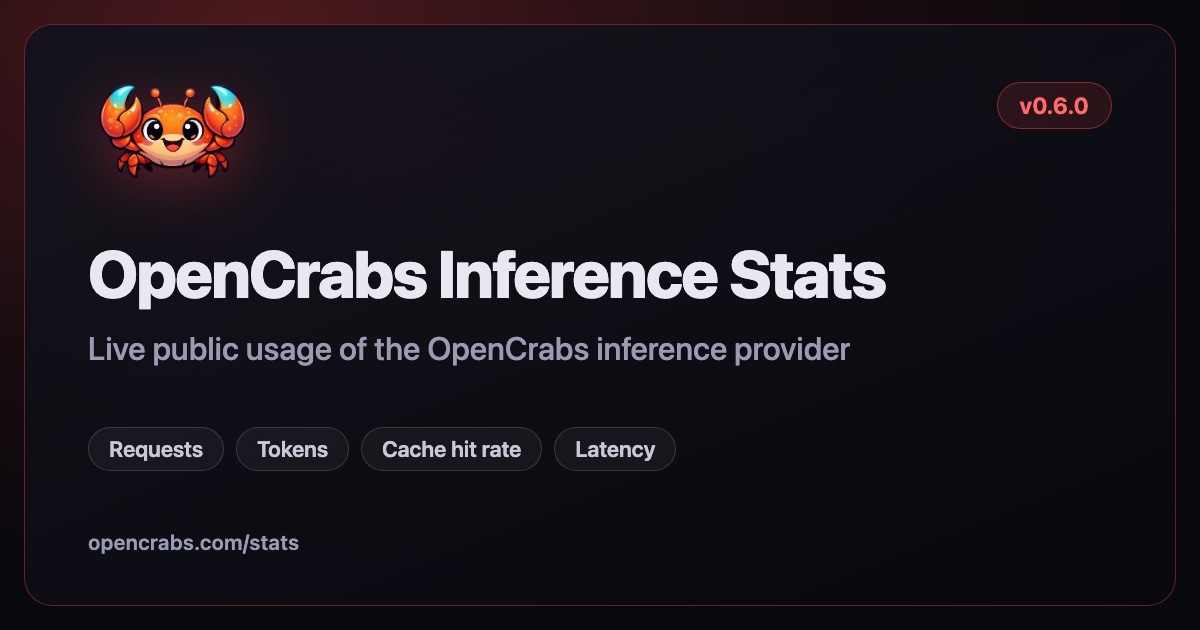 v0.6.0
OpenCrabs Inference Stats
Live public usage of the OpenCrabs inference provider
Requests
Tokens
Cache hit rate
Latency
opencrabs.com/stats